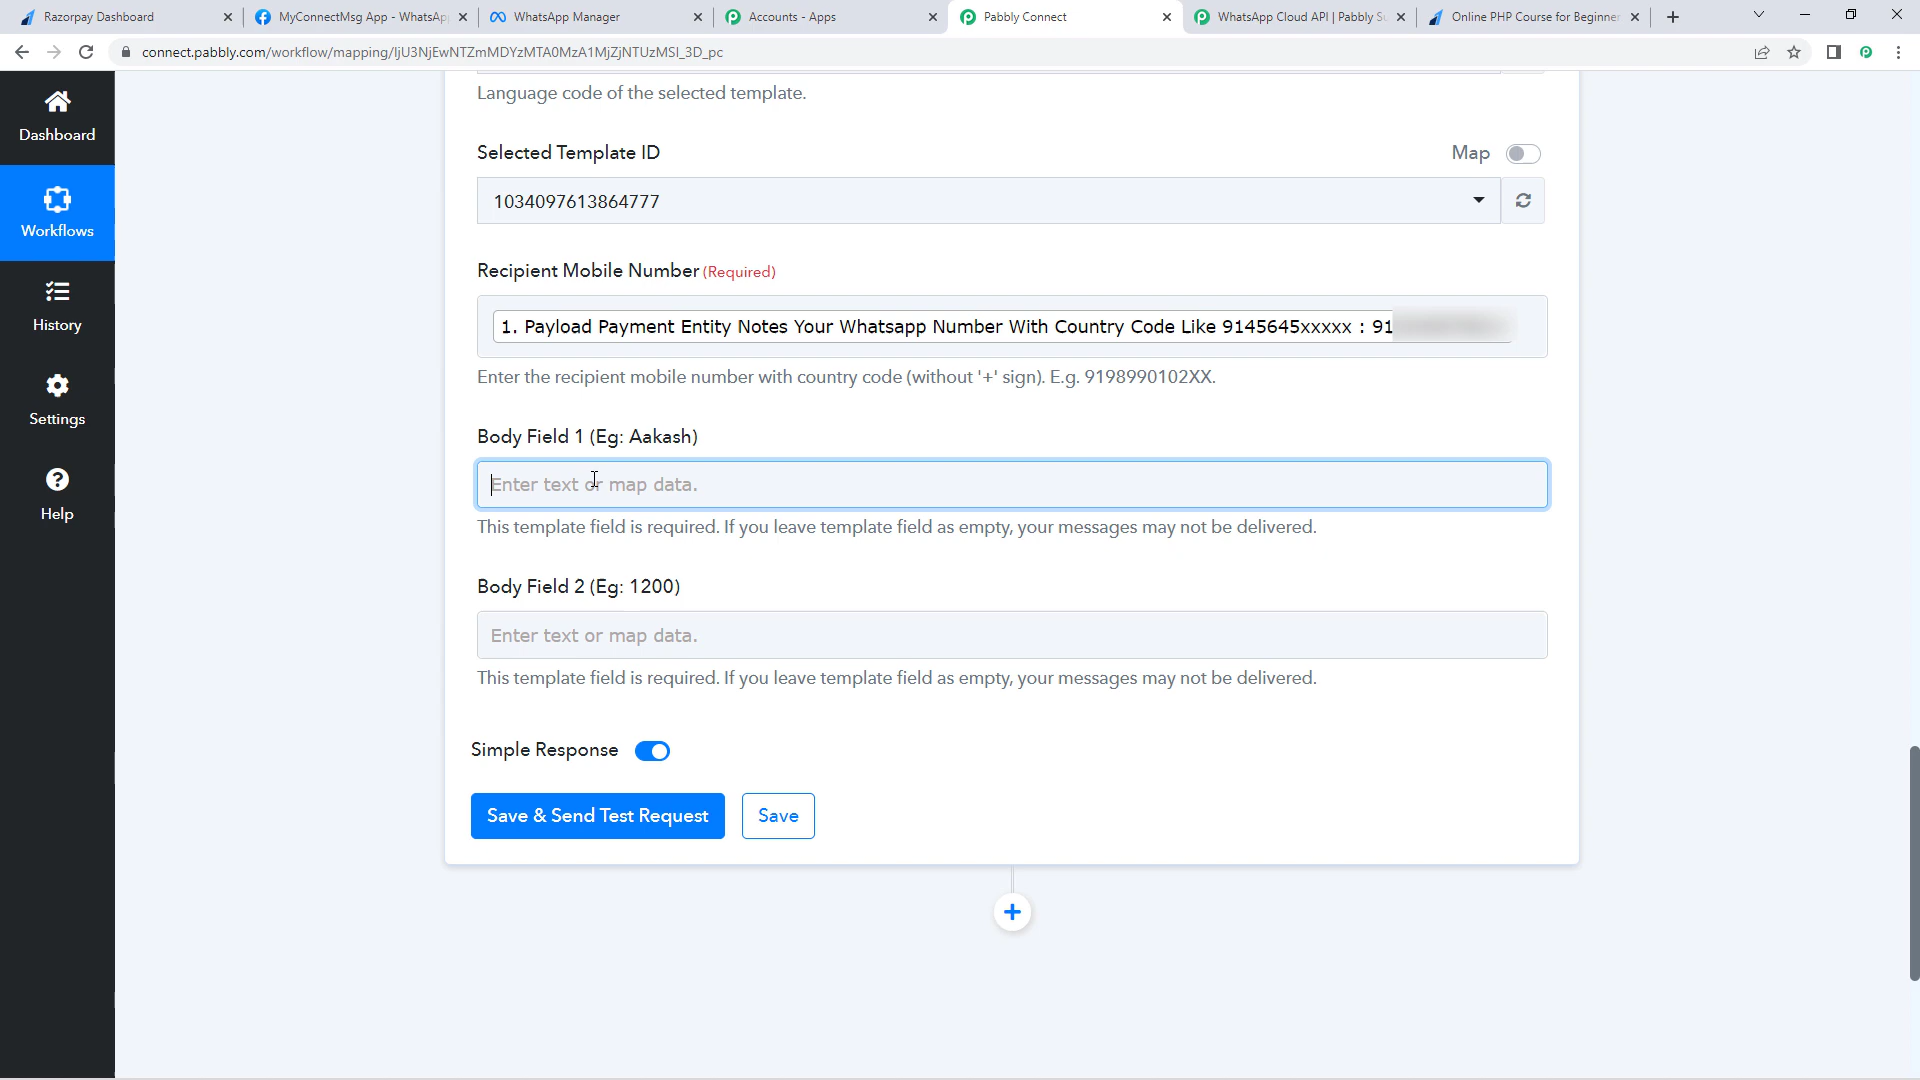 Razorpay Dashboard
MyConnectMsg App - WhatsAp
WhatsApp Manager
Accounts - Apps
Pabbly Connect
WhatsApp Cloud API | Pabbly Su
Online PHP Course for Beginner
connect.pabbly.com/workflow/mapping/IjU3NjEwNTZmMDYzMTA0MzA1MjZjNTUzMSI_3D_pc
Dashboard
Workflows
History
Settings
Help
Language code of the selected template.
Selected Template ID
Map
1034097613864777
Recipient Mobile Number (Required)
1. Payload Payment Entity Notes Your Whatsapp Number With Country Code Like 9145645xxxxx : 91
Enter the recipient mobile number with country code (without '+' sign). E.g. 9198990102XX.
Body Field 1 (Eg: Aakash)
Enter text or map data.
This template field is required. If you leave template field as empty, your messages may not be delivered.
Body Field 2 (Eg: 1200)
Enter text or map data.
This template field is required. If you leave template field as empty, your messages may not be delivered.
Simple Response
Save & Send Test Request
Save